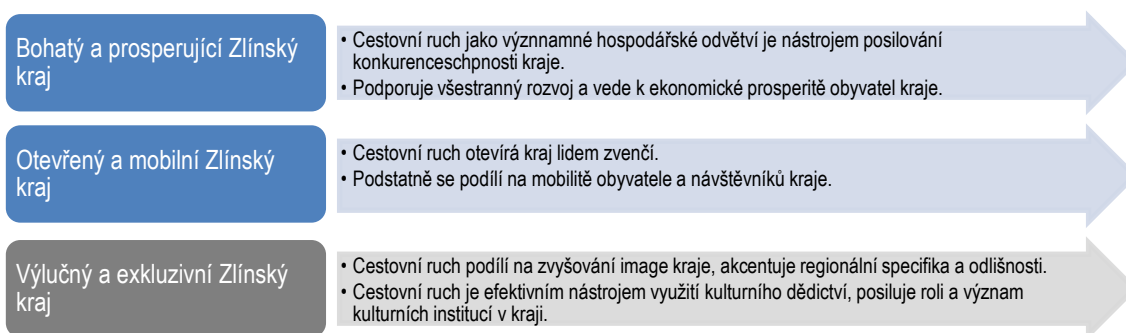 Bohatý a prosperující Zlínský
kraj
• Cestovní ruch jako význnamné hospodářské odvětví je nástrojem posilování
konkurenceschpnosti kraje.
• Podporuje všestranný rozvoj a vede k ekonomické prosperitě obyvatel kraje.
Otevřený a mobilní Zlínský
kraj
• Cestovní ruch otevírá kraj lidem zvenčí.
• Podstatně se podílí na mobilitě obyvatele a návštěvníků kraje.
Výlučný a exkluzivní Zlínský
kraj
• Cestovní ruch podílí na zvyšování image kraje, akcentuje regionální specifika a odlišnosti.
• Cestovní ruch je efektivním nástrojem využití kulturního dědictví, posiluje roli a význam
kulturních institucí v kraji.